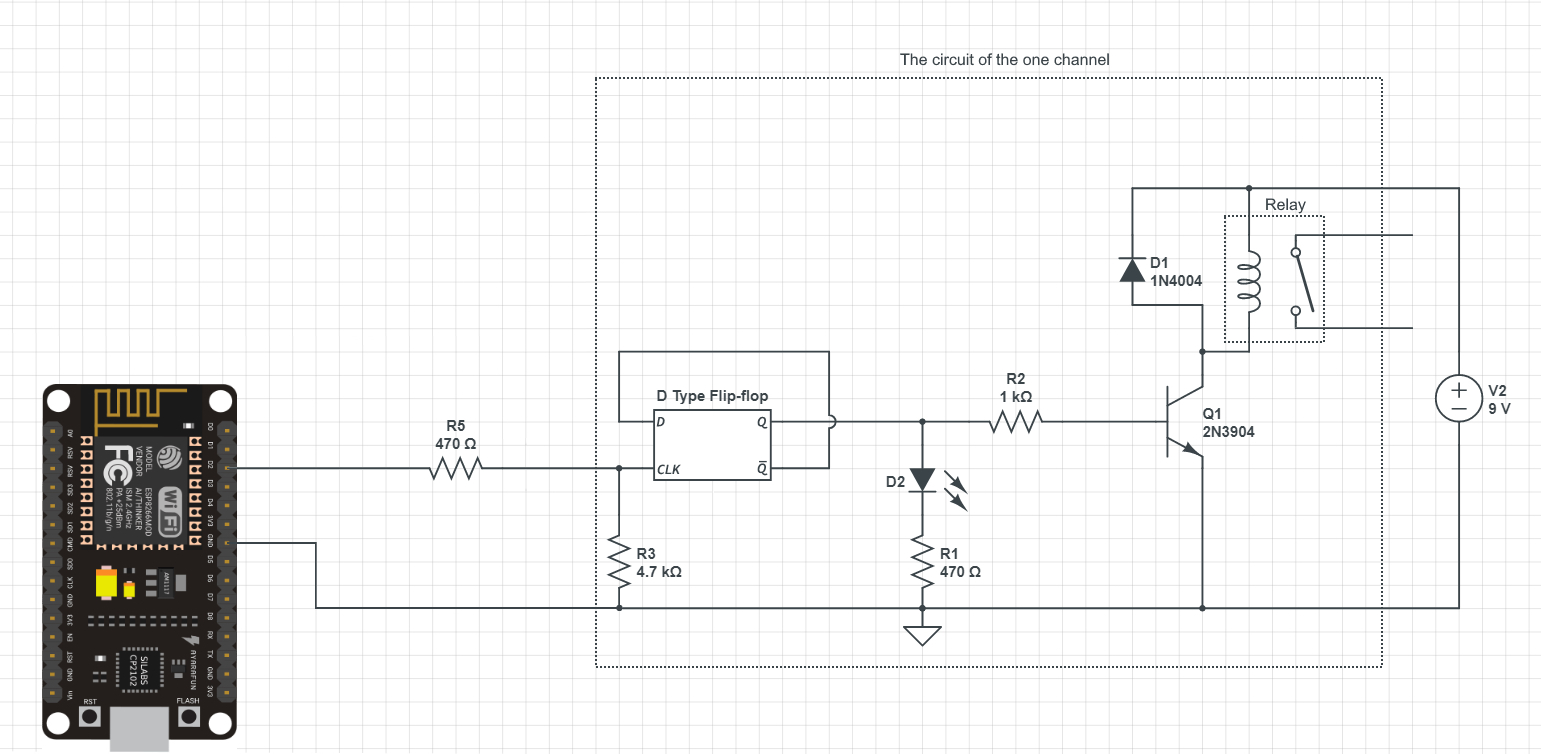 The circuit of the one channel
Relay
D1
1N4004
R2
1 kΩ
V2
9 V
D Type Flip-flop
D
Q
CLK
Q̅
R5
470 Ω
Q1
2N3904
D2
R3
4.7 kΩ
R1
470 Ω
A0
RSV
RSV
SD3
SD2
SD1
CMD
SD0
CLK
GND
3V3
EN
RST
GND
Vin
D0
D1
D2
D3
D4
3V3
GND
D5
D6
D7
D8
RX
TX
GND
3V3
MODEL
VENDOR
ESP8266MOD
AI/THINKER
ISM 2.4GHz
PA +25dBm
802.11b/g/n
FC
WiFi
AM1117
SILABS
CP2102
AYARAFUN
RST
FLASH